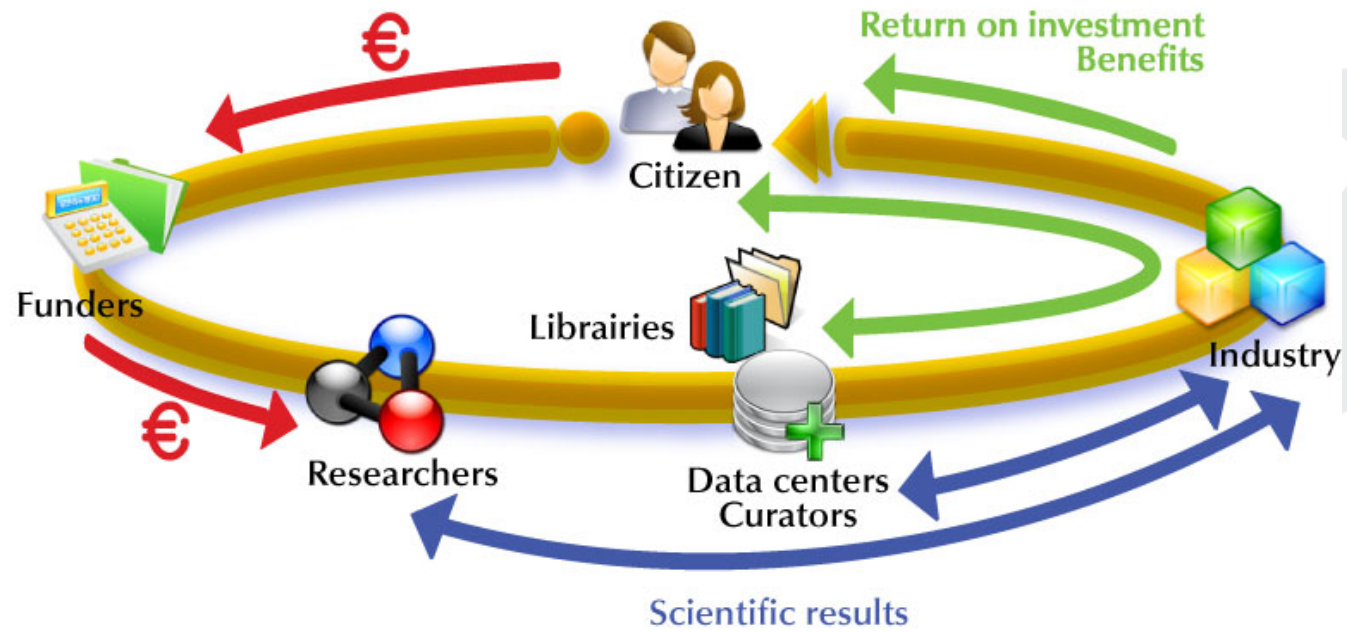 €
Return on investment
Benefits
Citizen
Funders
Librairies
Industry
€
Researchers
Data centers
Curators
Scientific results